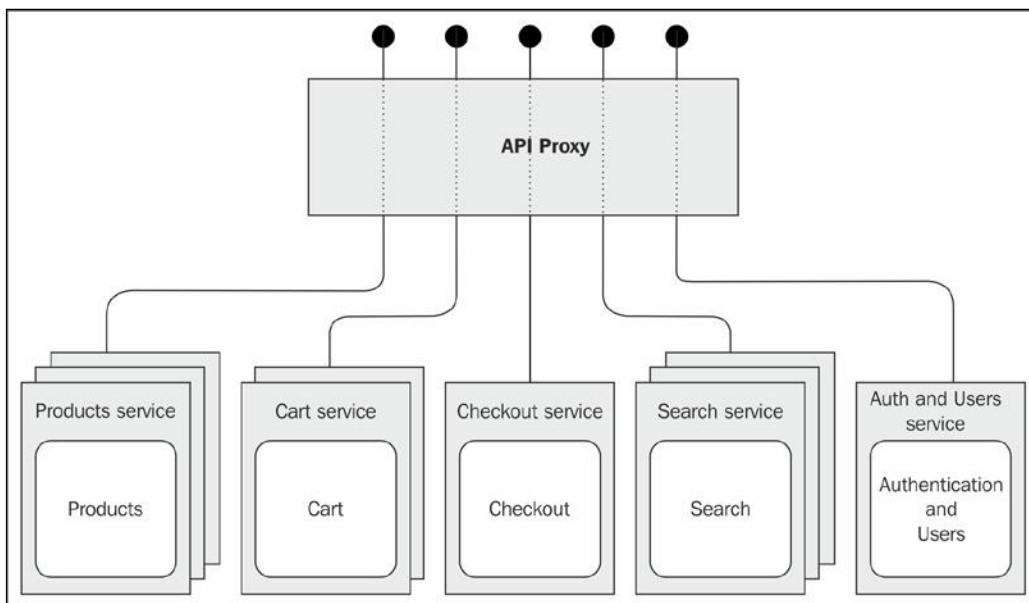 API Proxy
Products service
Products
Cart service
Cart
Checkout service
Checkout
Search service
Search
Auth and Users
service
Authentication
and
Users